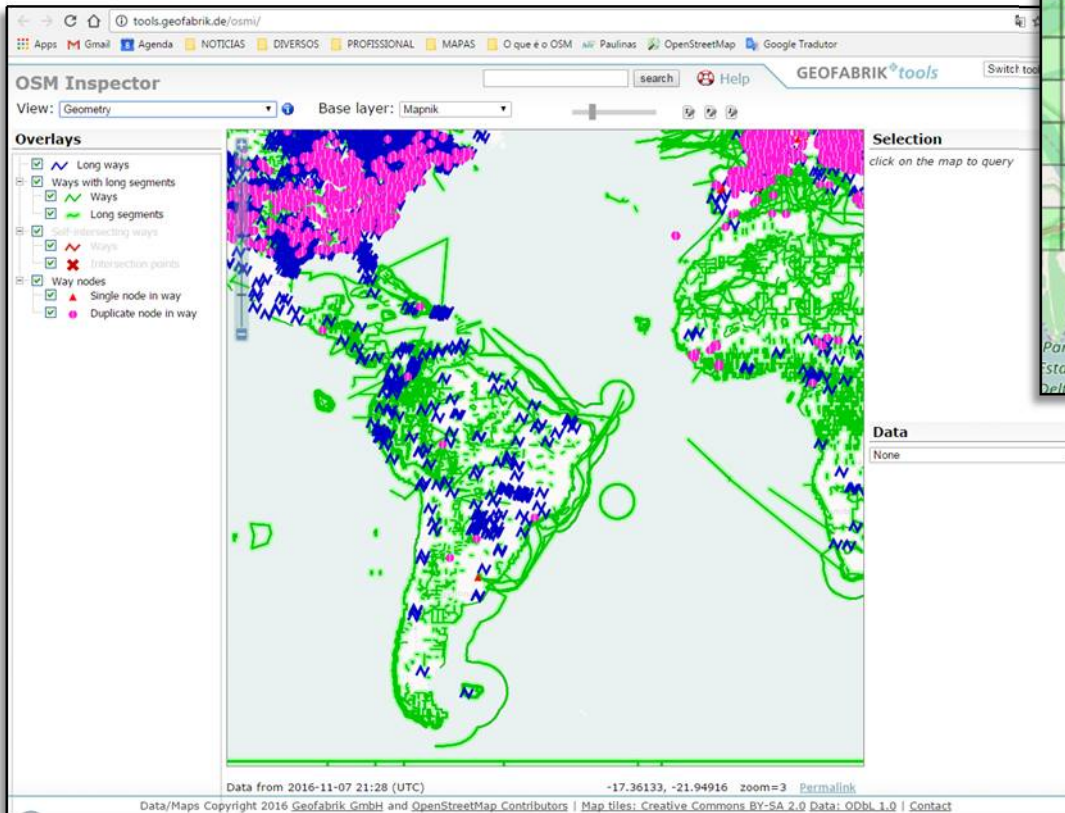 tools.geofabrik.de/osmi/
Apps Gmail Agenda NOTICIAS DIVERSOS PROFISSIONAL MAPAS O que é o OSM Paulinas OpenStreetMap Google Tradutor
OSM Inspector
search
Help
GEOFABRIK tools
Switch tool
View: Geometry
Base layer: Mapnik
Overlays
Long ways
Ways with long segments
Ways
Long segments
Self-intersecting ways
Ways
Intersection points
Way nodes
Single node in way
Duplicate node in way
Selection
click on the map to query
Data
None
Data from 2016-11-07 21:28 (UTC)
-17.36133, -21.94916 zoom=3 Permalink
Data/Maps Copyright 2016 Geofabrik GmbH and OpenStreetMap Contributors | Map tiles: Creative Commons BY-SA 2.0 Data: ODbL 1.0 | Contact